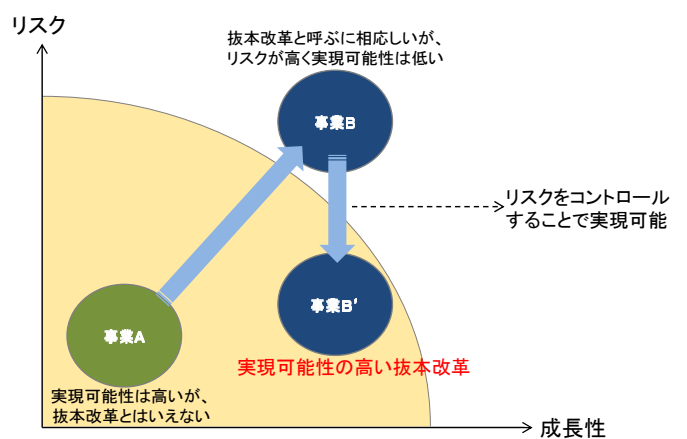 リスク
抜本改革と呼ぶに相応しいが、
リスクが高く実現可能性は低い
事業B
リスクをコントロール
することで実現可能
事業B'
事業A
実現可能性の高い抜本改革
実現可能性は高いが、
抜本改革とはいえない
成長性